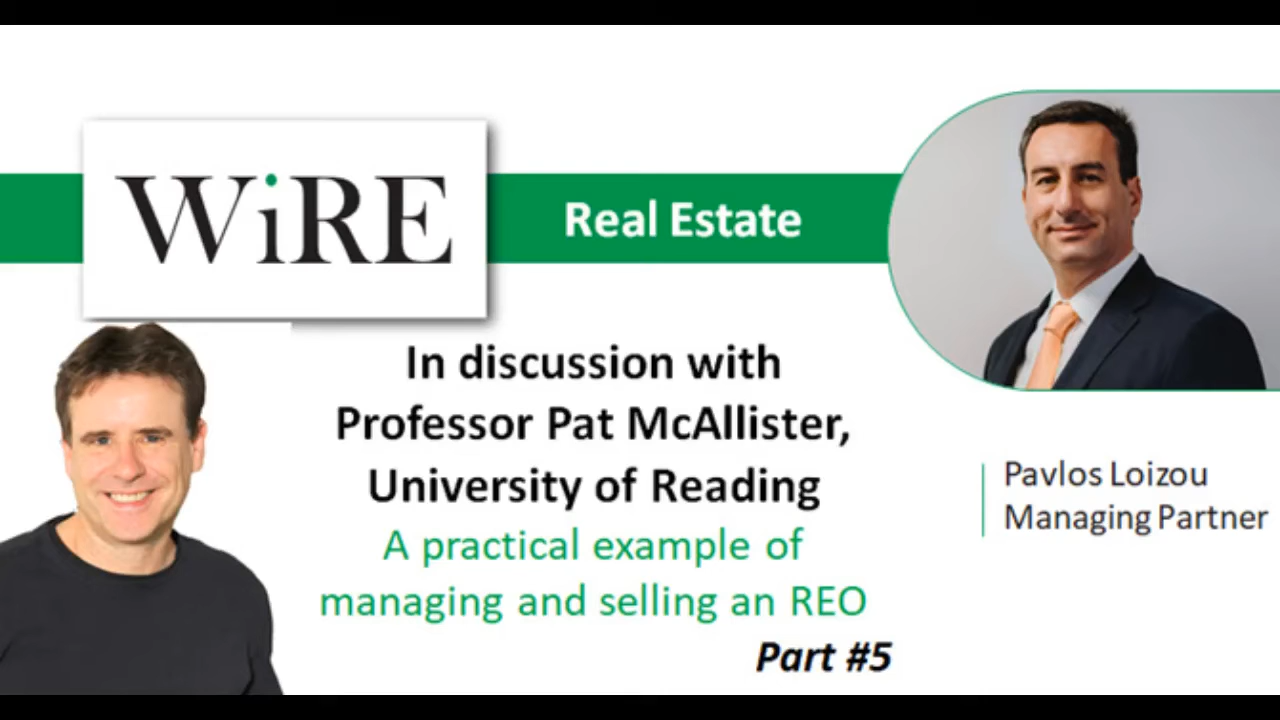 WiRE
Real Estate
In discussion with
Professor Pat McAllister,
University of Reading
A practical example of
managing and selling an REO
Part #5
Pavlos Loizou
Managing Partner